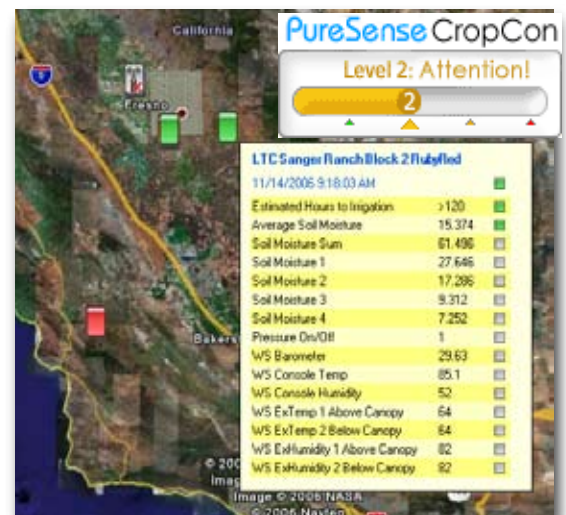 California
PureSense CropCon
Level 2: Attention!
2
5
Fresno
LTC Sanger Ranch Block 2 RubyRed
11/14/2006 9:18:03 AM
Estimated Hours to Irrigation >120
Average Soil Moisture 15.374
Soil Moisture Sum 61.496
Soil Moisture 1 27.646
Soil Moisture 2 17.286
Soil Moisture 3 9.312
Soil Moisture 4 7.252
Bakers
Pressure On/Off 1
WS Barometer 29.63
WS Console Temp 85.1
WS Console Humidity 52
WS ExTemp 1 Above Canopy 64
WS ExTemp 2 Below Canopy 64
WS ExHumidity 1 Above Canopy 82
WS ExHumidity 2 Below Canopy 82
© 200
Imag
Image © 2006 NASA
© 2006 Navteq